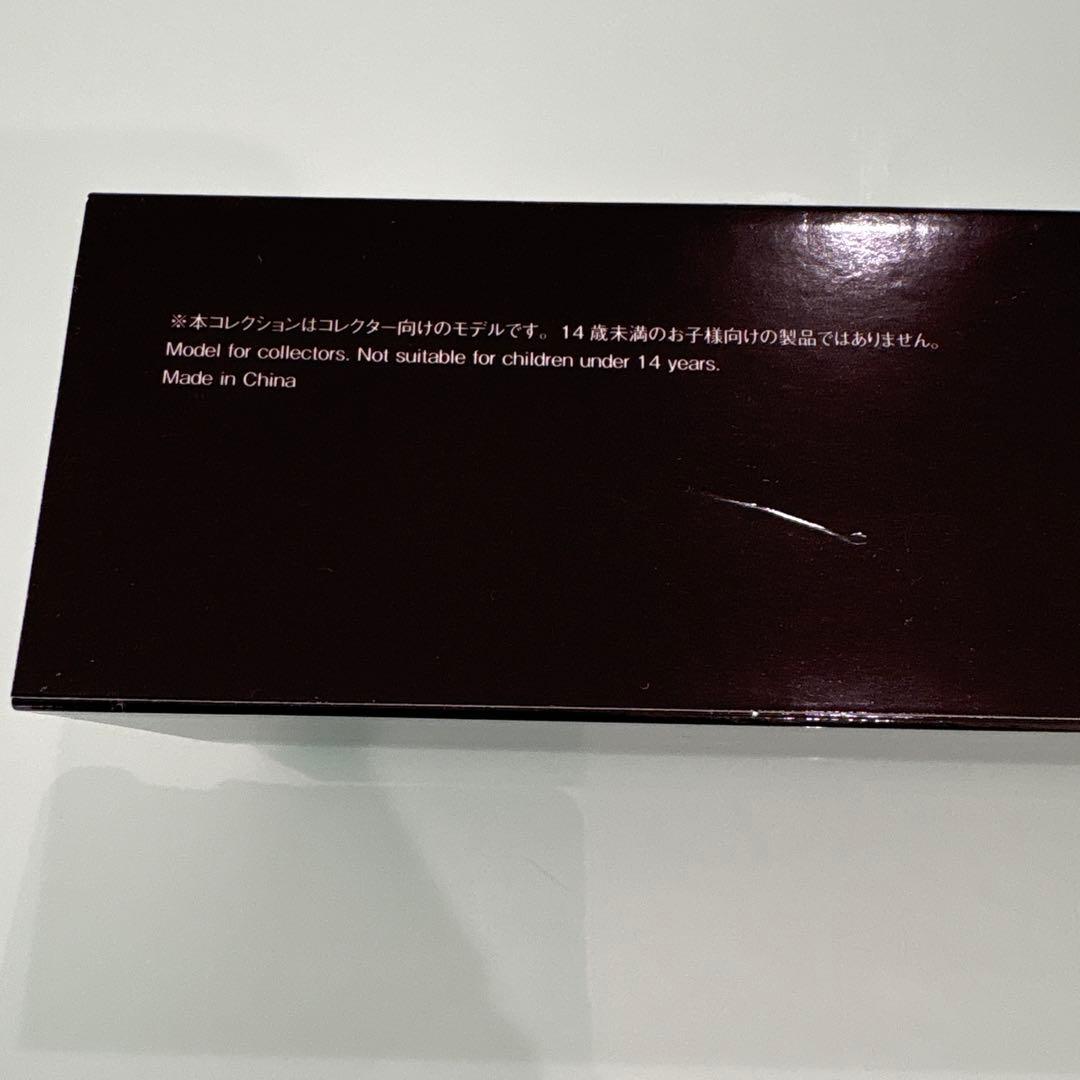 ※本コレクションはコレクター向けのモデルです。14歳未満のお子様向けの製品ではありません。
Model for collectors. Not suitable for children under 14 years.
Made in China